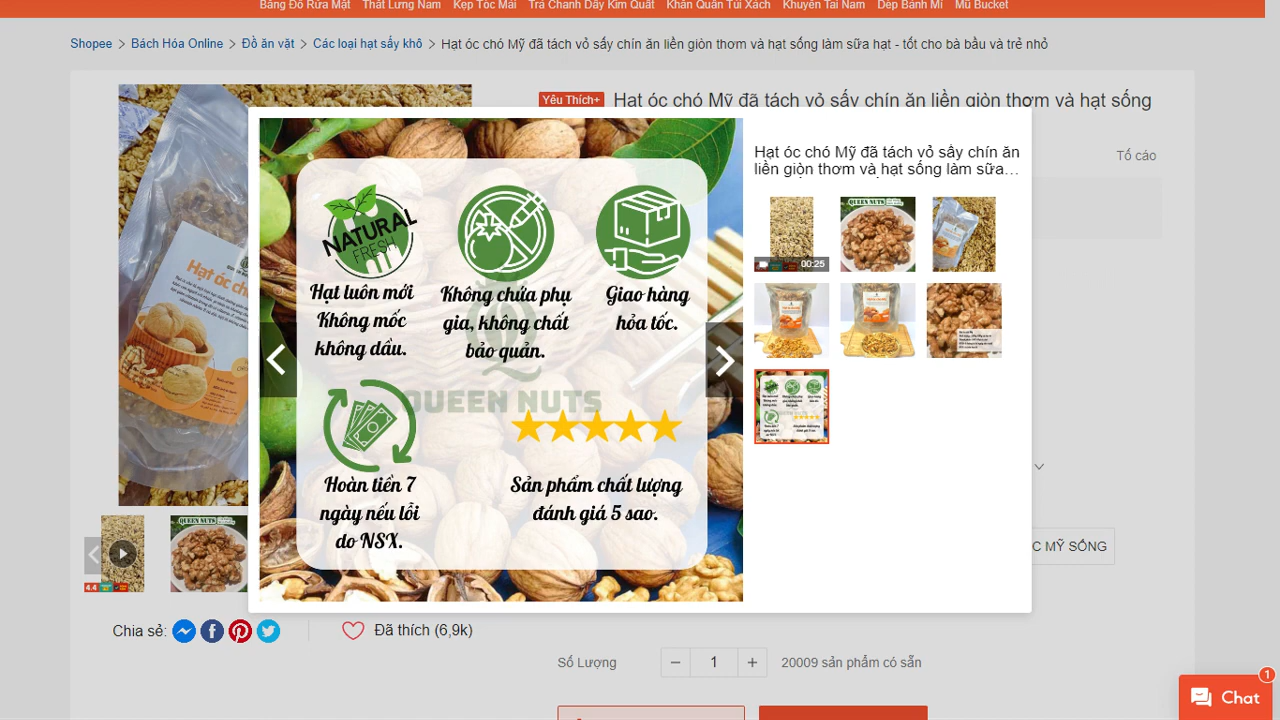 Băng Đô Rửa Mặt Thắt Lưng Nam Kẹp Tóc Mái Trà Chanh Dây Kim Quất Khăn Quấn Túi Xách Khuyên Tai Nam Dép Bánh Mì Mũ Bucket
Shopee > Bách Hóa Online > Đồ ăn vặt > Các loại hạt sấy khô > Hạt óc chó Mỹ đã tách vỏ sấy chín ăn liền giòn thơm và hạt sống làm sữa hạt - tốt cho bà bầu và trẻ nhỏ
Yêu Thích+ Hạt óc chó Mỹ đã tách vỏ sấy chín ăn liền giòn thơm và hạt sống
Tố cáo
Hạt óc chó Mỹ đã tách vỏ sấy chín ăn
liền giòn thơm và hạt sống làm sữa…
NATURAL
FRESH
Hạt luôn mới
Không mốc
không dầu.
Không chứa phụ
gia, không chất
bảo quản.
Giao hàng
hỏa tốc.
QUEEN NUTS
Hoàn tiền 7
ngày nếu lỗi
do NSX.
Sản phẩm chất lượng
đánh giá 5 sao.
00:25
QUEEN NUTS
Hạt óc ch
4.4
QUEEN NUTS
C MỸ SỐNG
Chia sẻ:
Đã thích (6,9k)
Số Lượng
1
20009 sản phẩm có sẵn
Chat
1